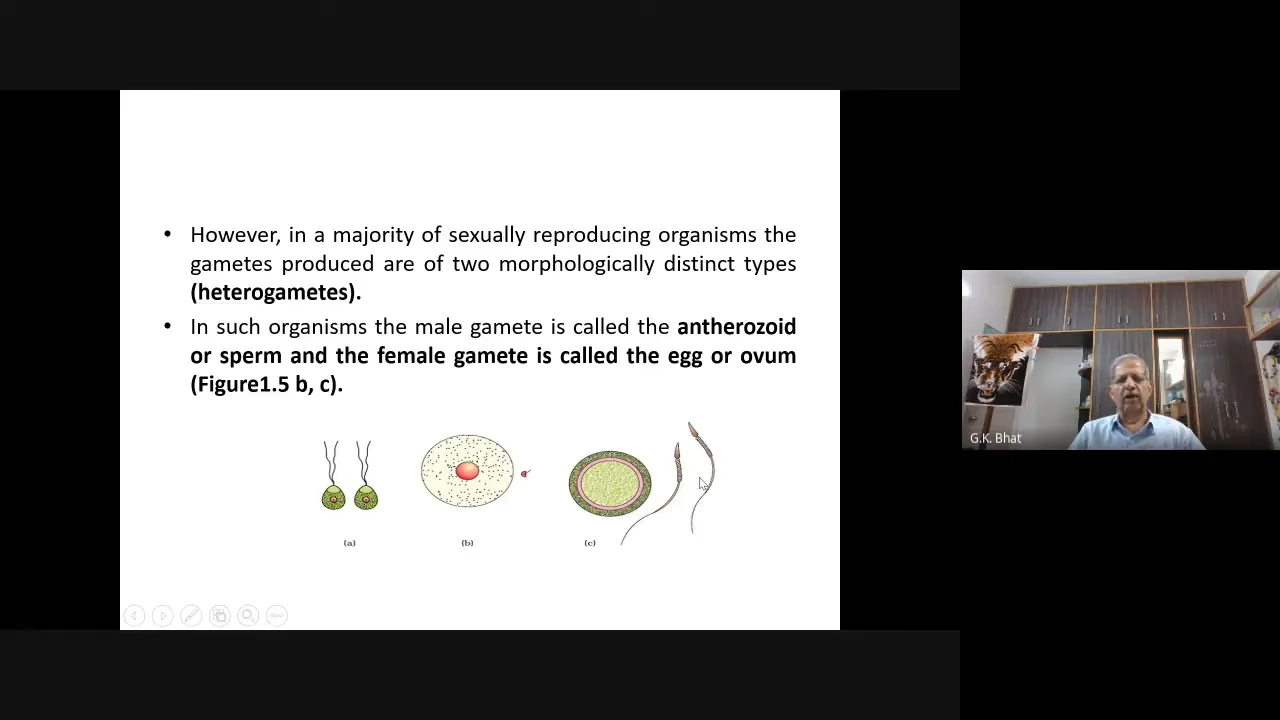 • However, in a majority of sexually reproducing organisms the
gametes produced are of two morphologically distinct types
(heterogametes).
• In such organisms the male gamete is called the antherozoid
or sperm and the female gamete is called the egg or ovum
(Figure1.5 b, c).
(a) (b) (c)
G.K. Bhat